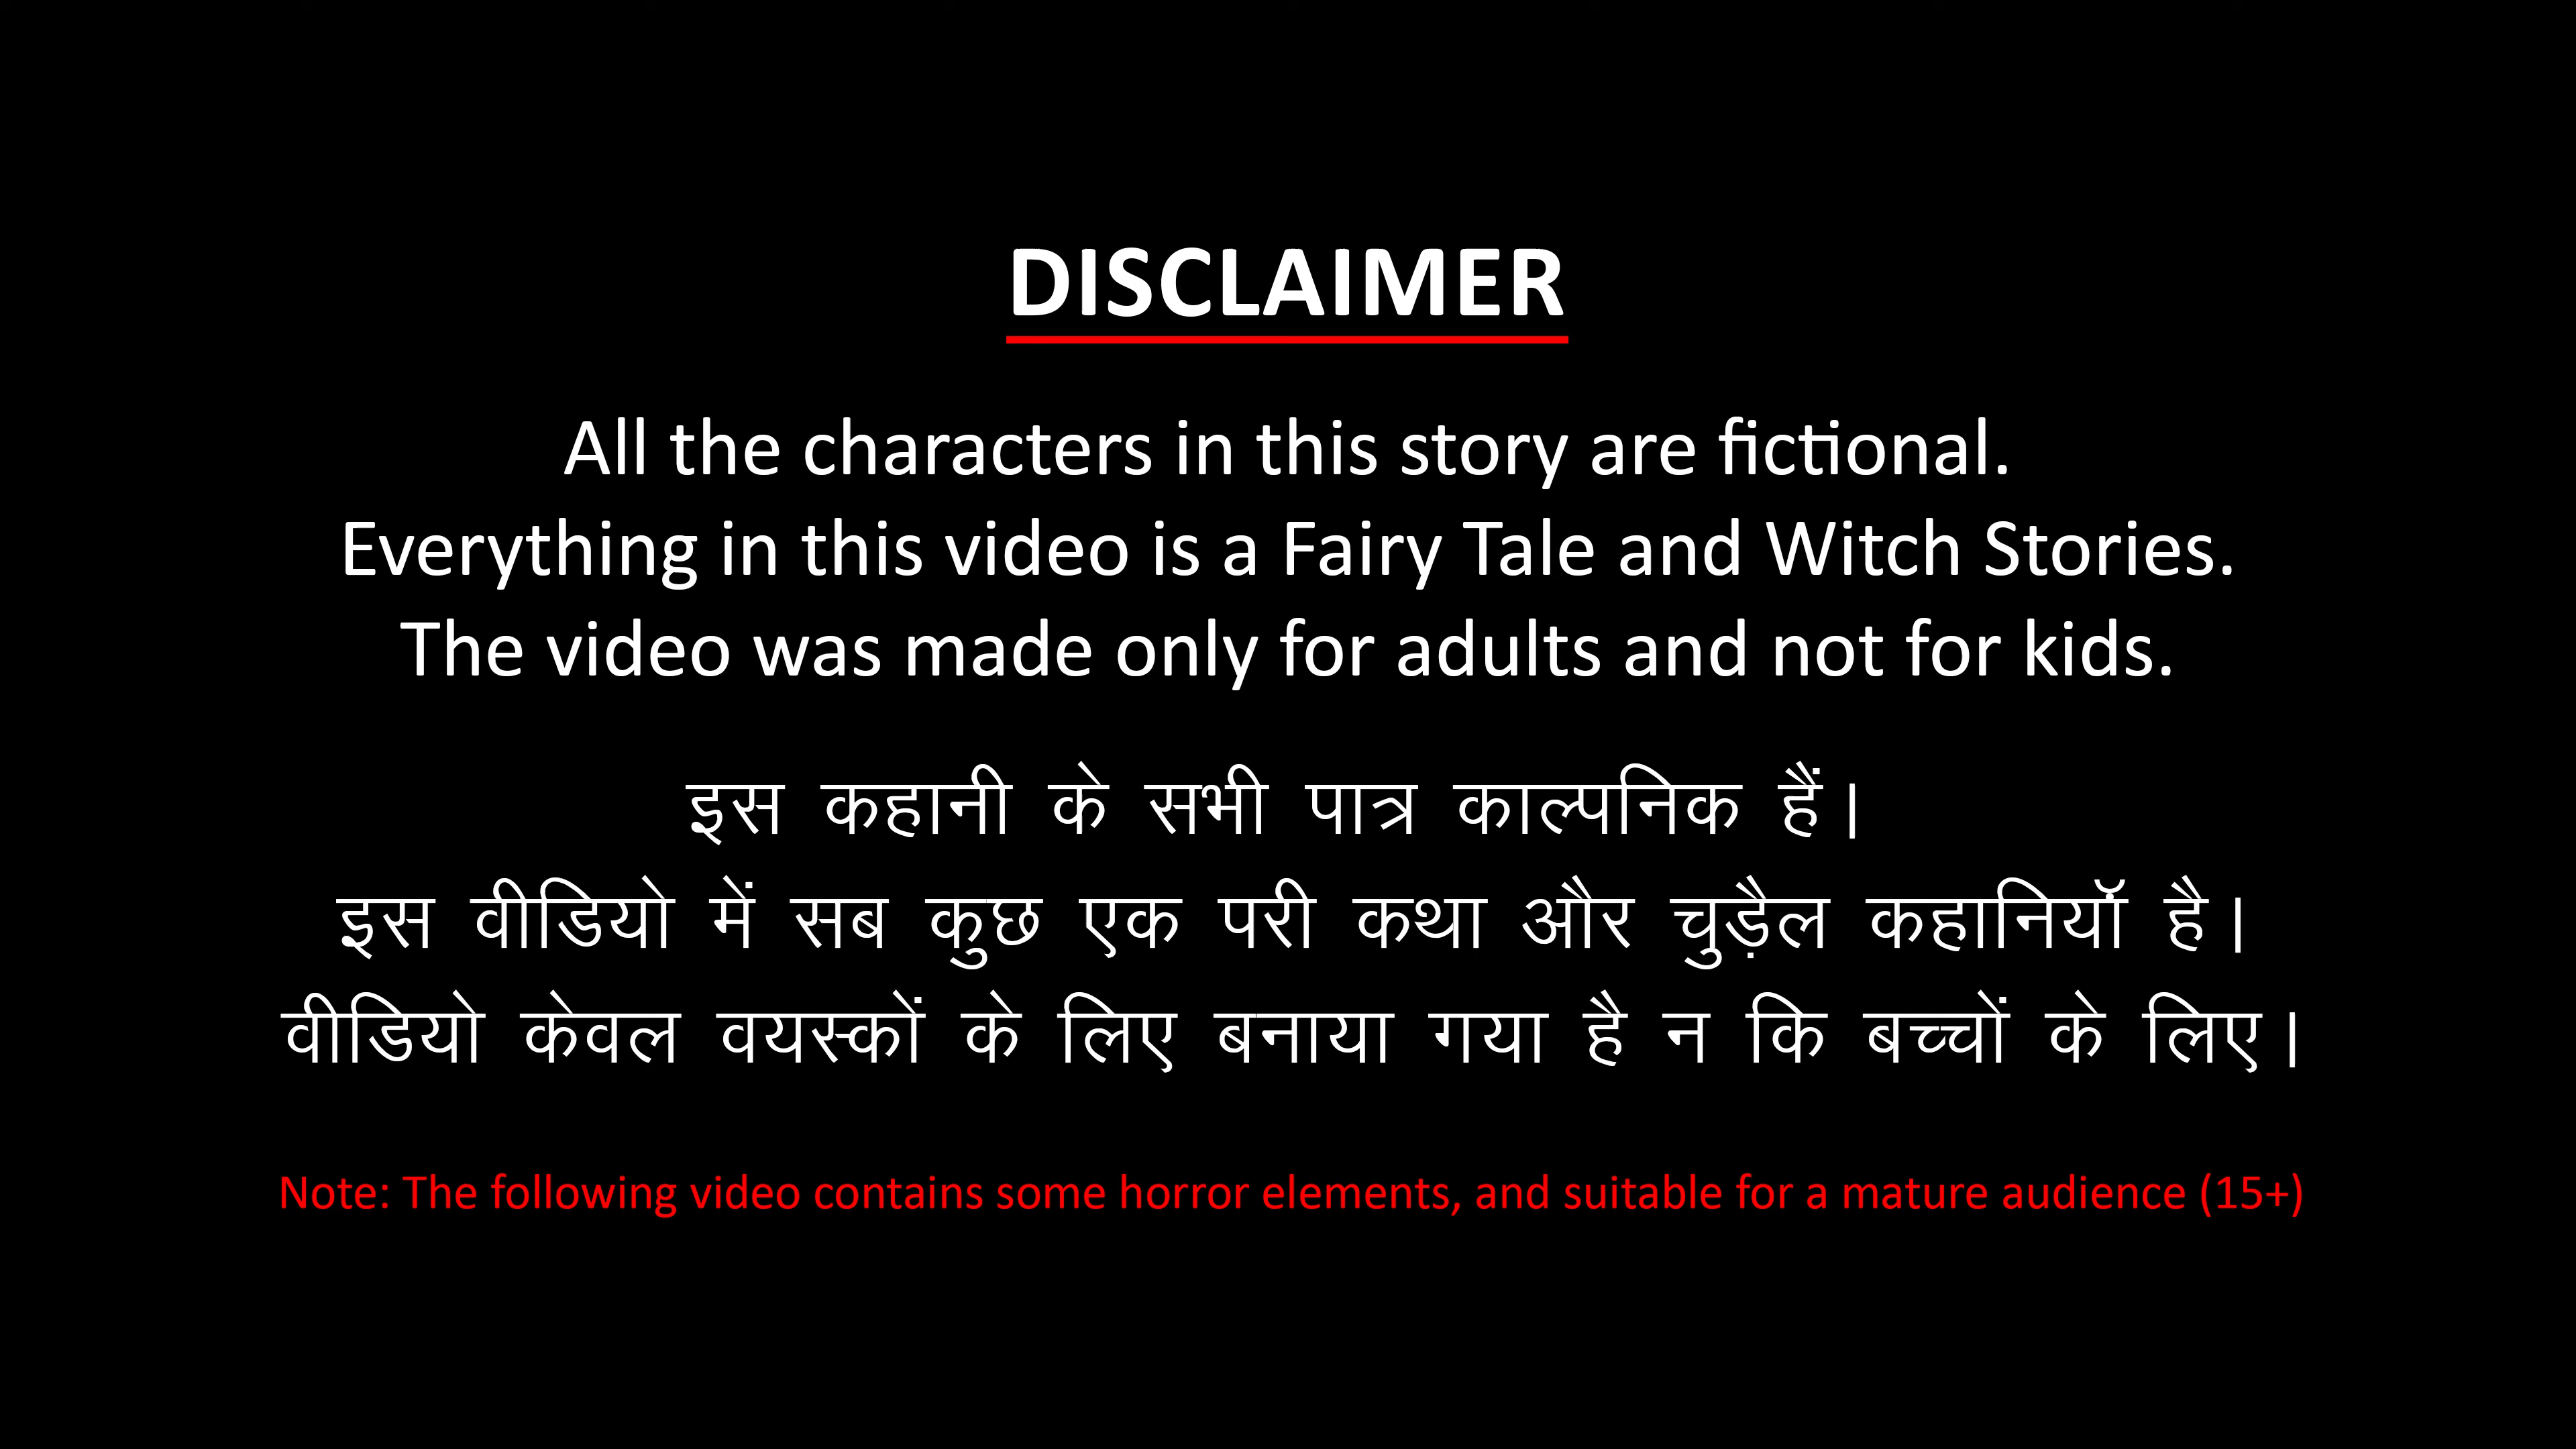 DISCLAIMER
All the characters in this story are fictional.
Everything in this video is a Fairy Tale and Witch Stories.
The video was made only for adults and not for kids.
इस कहानी के सभी पात्र काल्पनिक हैं।
इस वीडियो में सब कुछ एक परी कथा और चुड़ैल कहानियॉ है।
वीडियो केवल वयस्कों के लिए बनाया गया है न कि बच्चों के लिए।
Note: The following video contains some horror elements, and suitable for a mature audience (15+)